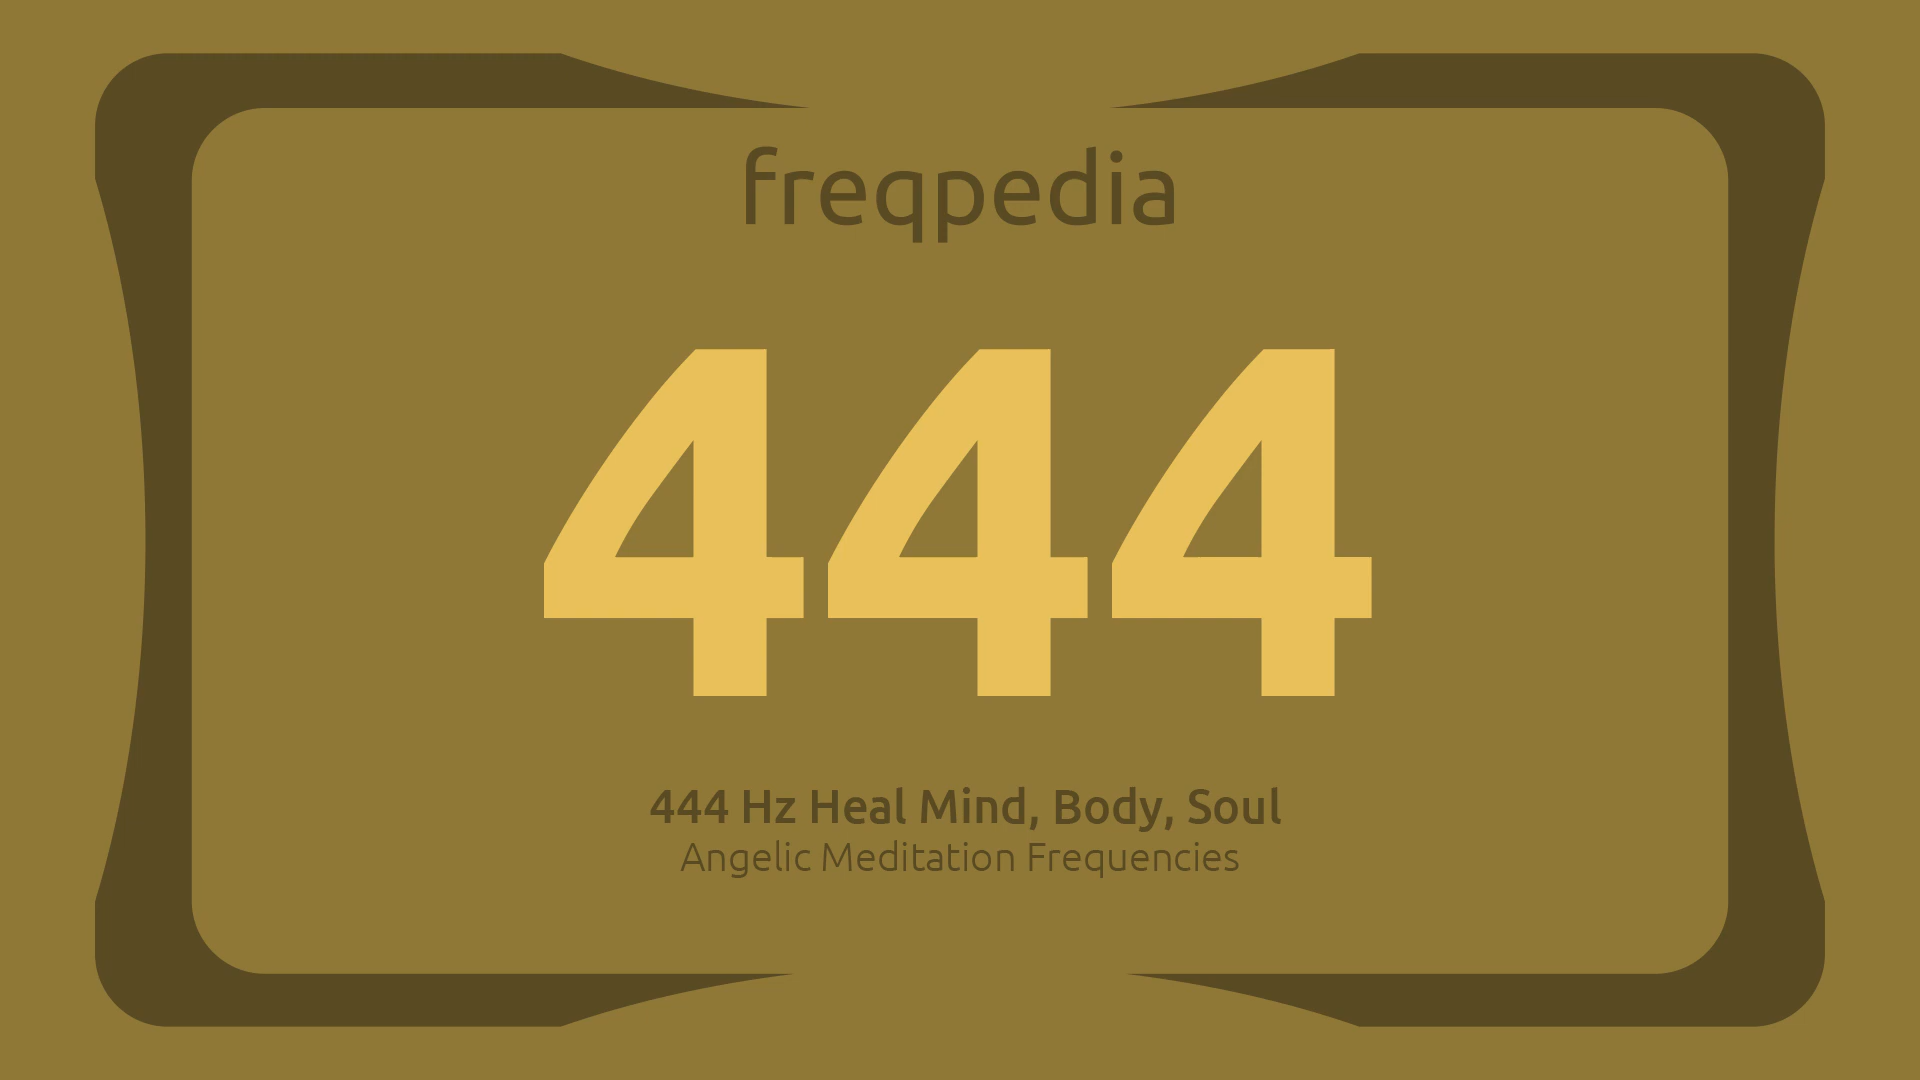 freqpedia
444
444 Hz Heal Mind, Body, Soul
Angelic Meditation Frequencies